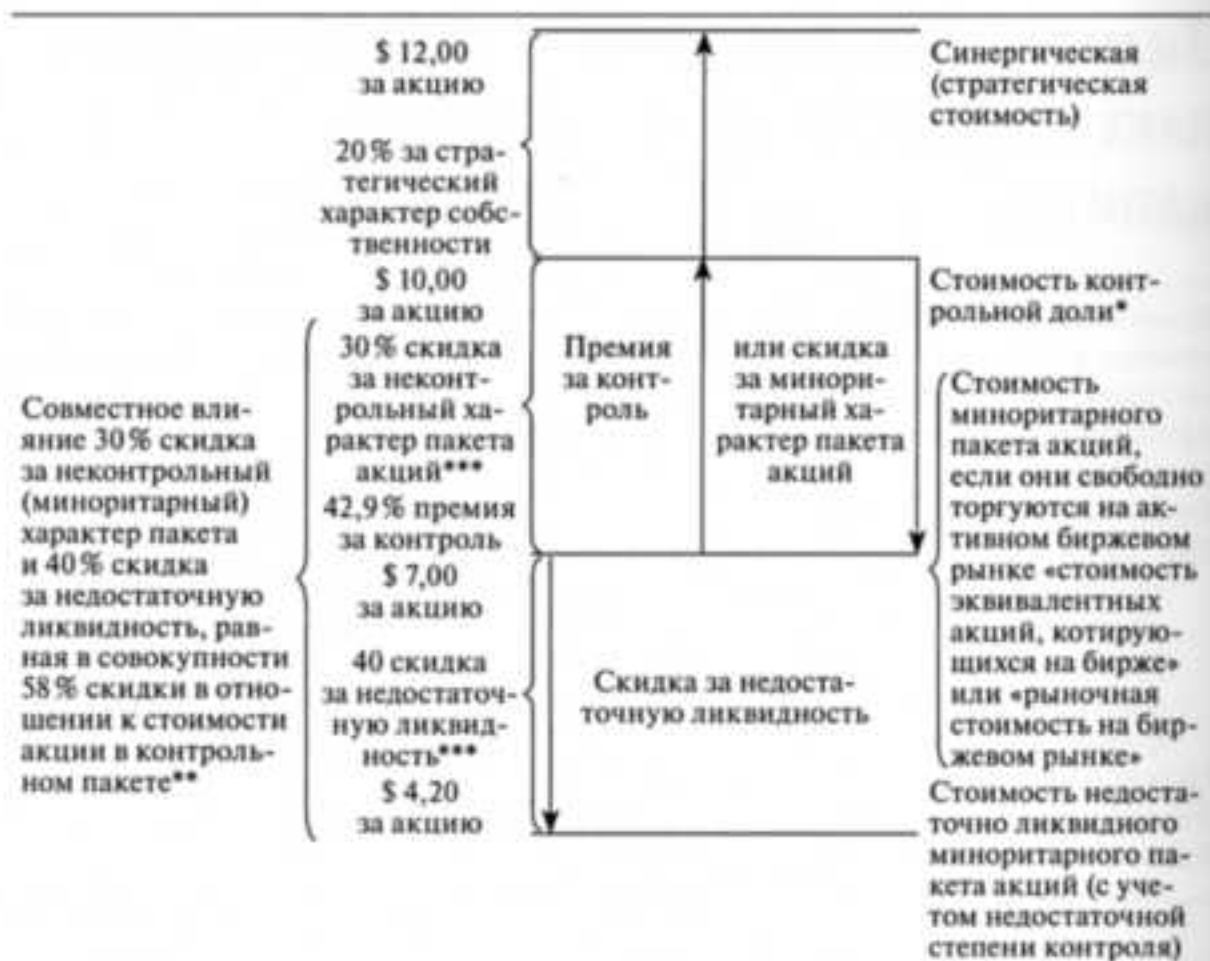 $ 12,00
за акцию
20% за стра-
тегический
характер собс-
твенности
$ 10,00
за акцию
30% скидка
за неконт-
рольный ха-
рактер пакета
акций***
42,9% премия
за контроль
$ 7,00
за акцию
40 скидка
за недостаточ-
ную ликвид-
ность***
$ 4,20
за акцию
Совместное вли-
яние 30% скидка
за неконтрольный
(миноритарный)
характер пакета
и 40% скидка
за недостаточную
ликвидность, рав-
ная в совокупности
58% скидки в отно-
шении к стоимости
акции в контроль-
ном пакете**
Премия
за конт-
роль
или скидка
за минори-
тарный ха-
рактер пакета
акций
Скидка за недоста-
точную ликвидность
Синергическая
(стратегическая
стоимость)
Стоимость конт-
рольной доли*
Стоимость
миноритарного
пакета акций,
если они свободно
торгуются на ак-
тивном биржевом
рынке «стоимость
эквивалентных
акций, котирую-
щихся на бирже»
или «рыночная
стоимость на бир-
жевом рынке»
Стоимость недоста-
точно ликвидного
миноритарного па-
кета акций (с уче-
том недостаточной
степени контроля)